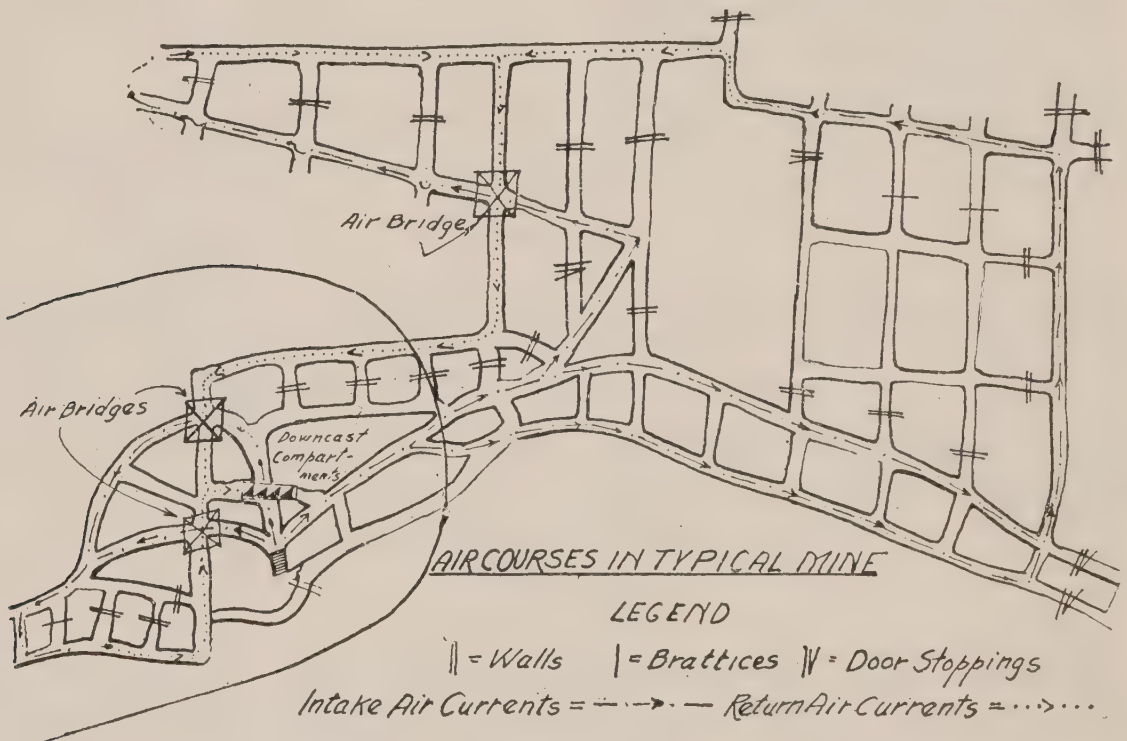 Air Bridge
Air Bridges
Downcast
Compart-
ments
AIRCOURSES IN TYPICAL MINE
LEGEND
= Walls = Brattices = Door Stoppings
Intake Air Currents = Return Air Currents =